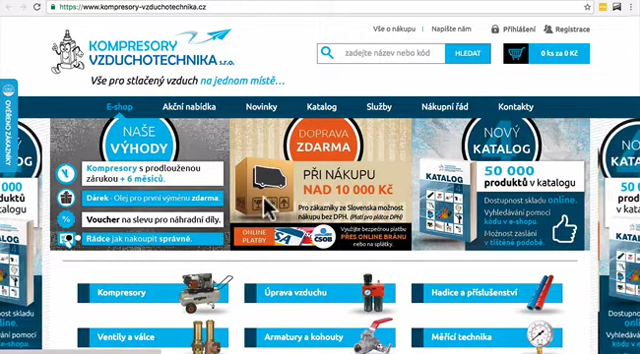 https://www.kompresory-vzduchotechnika.cz
Vše o nákupu | Napište nám
Přihlášení
Registrace
KOMPRESORY
VZDUCHOTECHNIKA s.r.o.
Vše pro stlačený vzduch na jednom místě...
zadejte název nebo kód
HLEDAT
0 ks za 0 Kč
E-shop
Akční nabídka
Novinky
Katalog
Služby
Nákupní řád
Kontakty
OVĚŘENO ZÁKAZNÍKY
NAŠE
VÝHODY
Kompresory s prodlouženou
zárukou + 6 měsíců.
Dárek - Olej pro první výměnu zdarma.
Voucher na slevu pro náhradní díly.
Rádce jak nakoupit správně.
DOPRAVA
ZDARMA
PŘI NÁKUPU
NAD 10 000 Kč
Pro zákazníky ze Slovenska možnost
nákupu bez DPH. (Platí pro plátce DPH)
ONLINE
PLATBY
ČSOB
Využijte bezpečnou platbu
PŘES ONLINE BRÁNU
nebo na splátky.
NOVÝ
KATALOG
KATALOG
50 000
produktů v katalogu
Dostupnost skladu online.
Vyhledávání pomocí
kódu v e-shopu.
Možnost zaslání
v tištěné podobě.
Kompresory
Úprava vzduchu
Hadice a příslušenství
Ventily a válce
Armatury a kohouty
Měřící technika